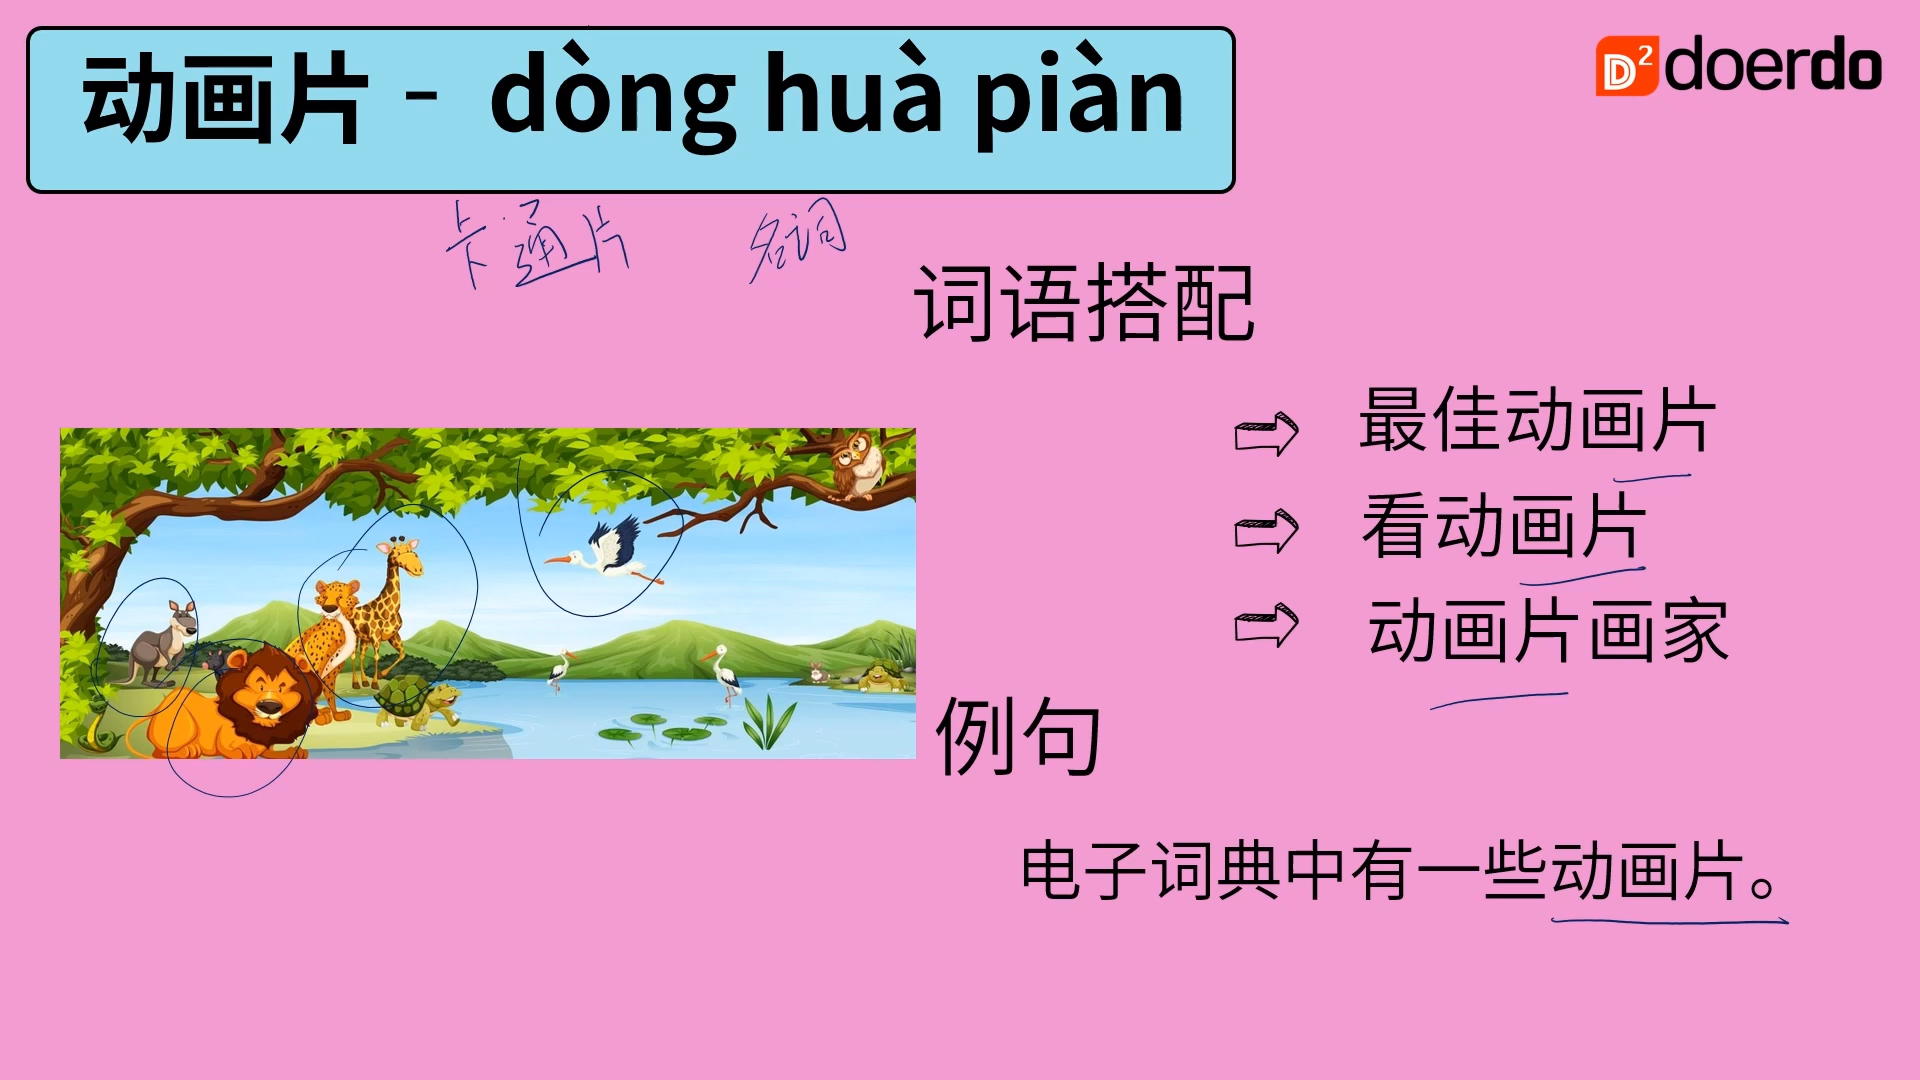 动画片 - dòng huà piàn
D² doerdo
卡通片 名词
词语搭配
最佳动画片
看动画片
动画片画家
例句
电子词典中有一些动画片。